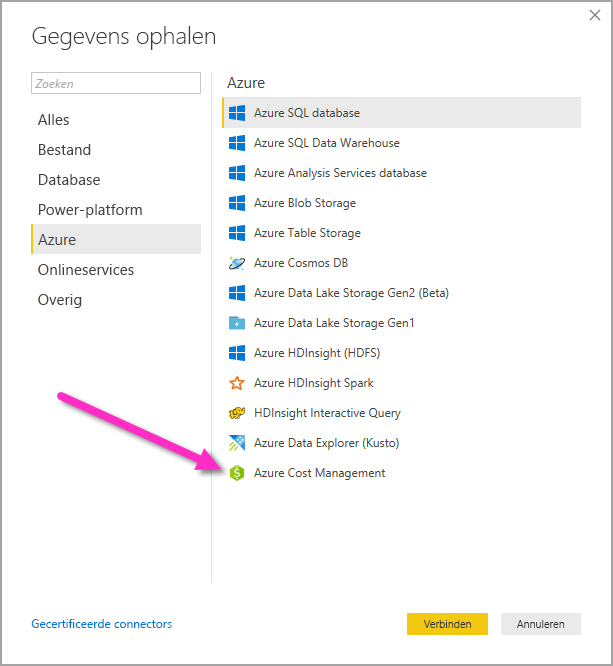 Gegevens ophalen
Zoeken
Alles
Bestand
Database
Power-platform
Azure
Onlineservices
Overig
Azure
Azure SQL database
Azure SQL Data Warehouse
Azure Analysis Services database
Azure Blob Storage
Azure Table Storage
Azure Cosmos DB
Azure Data Lake Storage Gen2 (Beta)
Azure Data Lake Storage Gen1
Azure HDInsight (HDFS)
Azure HDInsight Spark
HDInsight Interactive Query
Azure Data Explorer (Kusto)
Azure Cost Management
Gecertificeerde connectors
Verbinden
Annuleren